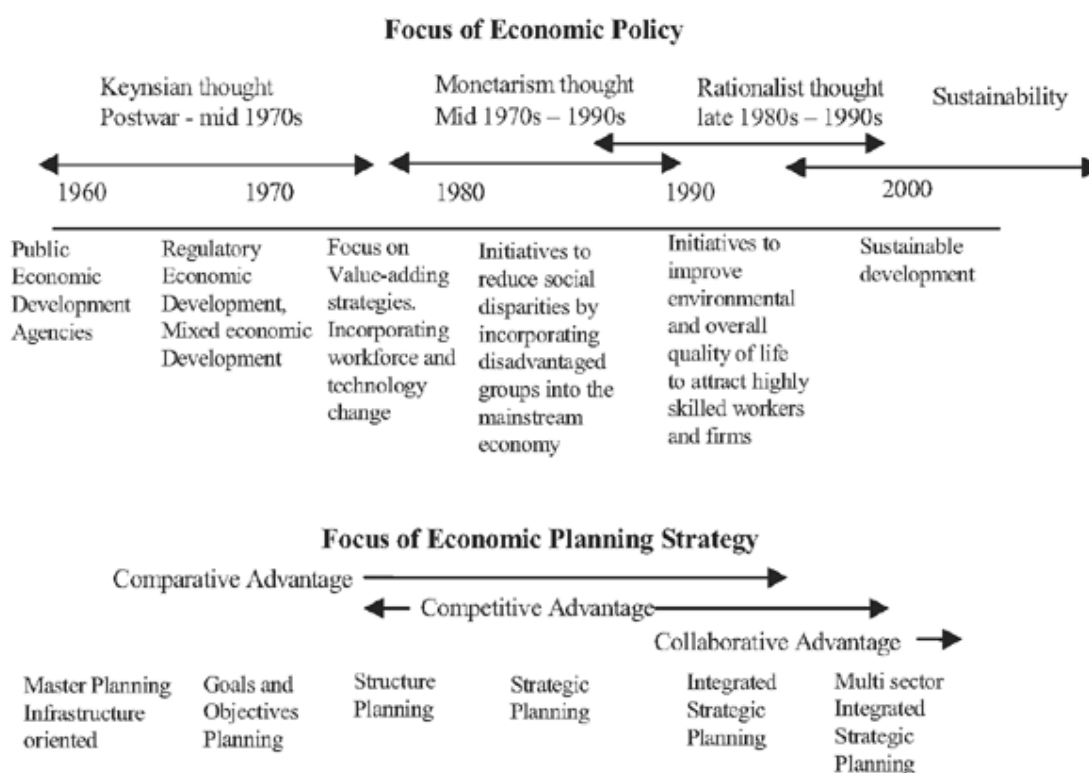 Focus of Economic Policy
Keynsian thought
Postwar - mid 1970s
Monetarism thought
Mid 1970s – 1990s
Rationalist thought
late 1980s – 1990s
Sustainability
1960
1970
1980
1990
2000
Public
Economic
Development
Agencies
Regulatory
Economic
Development,
Mixed economic
Development
Focus on
Value-adding
strategies.
Incorporating
workforce and
technology
change
Initiatives to
reduce social
disparities by
incorporating
disadvantaged
groups into the
mainstream
economy
Initiatives to
improve
environmental
and overall
quality of life
to attract highly
skilled workers
and firms
Sustainable
development
Focus of Economic Planning Strategy
Comparative Advantage
Competitive Advantage
Collaborative Advantage
Master Planning
Infrastructure
oriented
Goals and
Objectives
Planning
Structure
Planning
Strategic
Planning
Integrated
Strategic
Planning
Multi sector
Integrated
Strategic
Planning